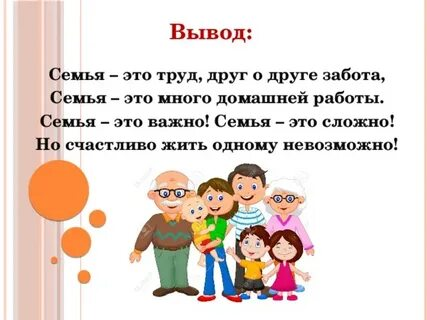 Вывод:
Семья – это труд, друг о друге забота,
Семья – это много домашней работы.
Семья – это важно! Семья – это сложно!
Но счастливо жить одному невозможно!